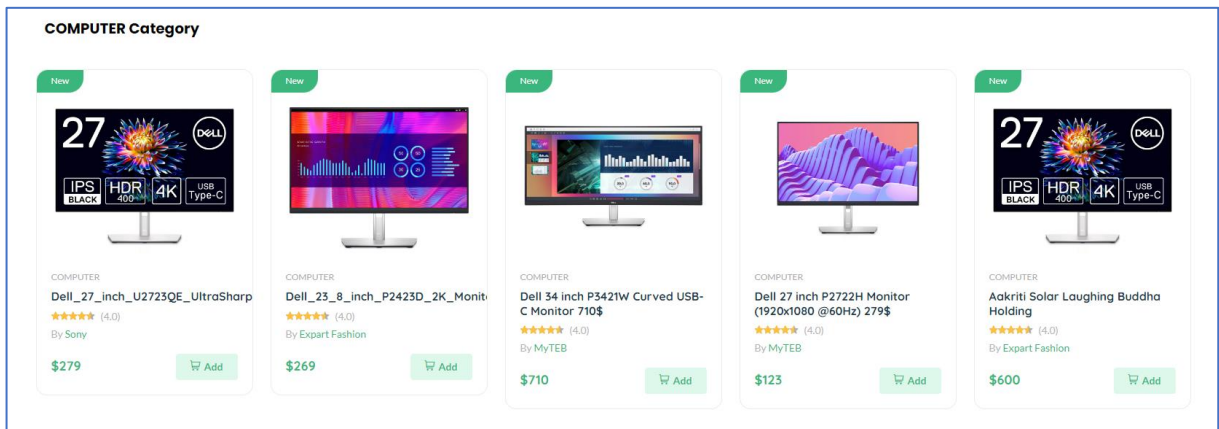 COMPUTER Category
New
27
DELL
IPS
BLACK
HDR
400
4K
USB
Type-C
COMPUTER
Dell_27_inch_U2723QE_UltraSharp
(4.0)
By Sony
$279
Add
New
COMPUTER
Dell_23_8_inch_P2423D_2K_Monit
(4.0)
By Expart Fashion
$269
Add
New
COMPUTER
Dell 34 inch P3421W Curved USB-
C Monitor 710$
(4.0)
By MyTEB
$710
Add
New
COMPUTER
Dell 27 inch P2722H Monitor
(1920x1080 @60Hz) 279$
(4.0)
By MyTEB
$123
Add
New
27
DELL
IPS
BLACK
HDR
400
4K
USB
Type-C
COMPUTER
Aakriti Solar Laughing Buddha
Holding
(4.0)
By Expart Fashion
$600
Add